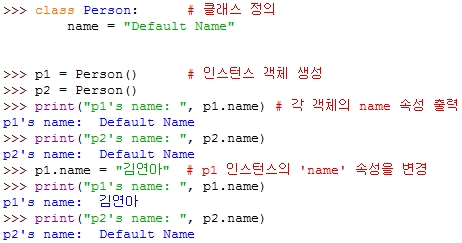 >>> class Person:      # 클래스 정의
        name = "Default Name"
>>> p1 = Person()      # 인스턴스 객체 생성
>>> p2 = Person()
>>> print("p1's name: ", p1.name) # 각 객체의 name 속성 출력
p1's name:  Default Name
>>> print("p2's name: ", p2.name)
p2's name:  Default Name
>>> p1.name = "김연아"  # p1 인스턴스의 'name' 속성을 변경
>>> print("p1's name: ", p1.name)
p1's name:  김연아
>>> print("p2's name: ", p2.name)
p2's name:  Default Name